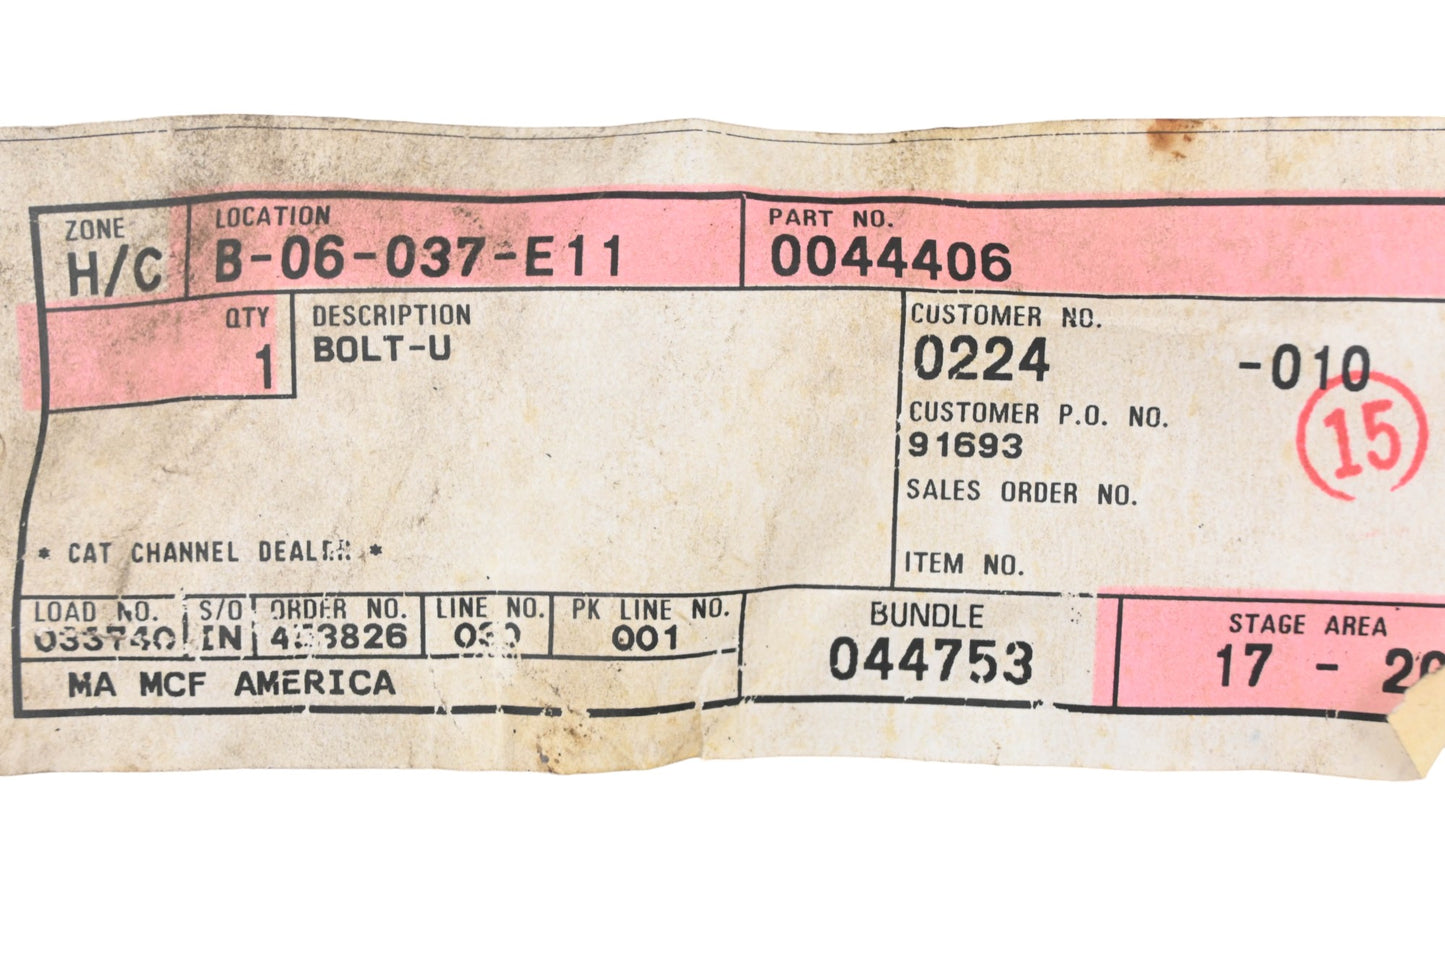 ZONE LOCATION PART NO.
H/C B-06-037-E11 0044406
QTY DESCRIPTION CUSTOMER NO.
1 BOLT-U 0224 -010
CUSTOMER P.O. NO.
91693
15
SALES ORDER NO.
* CAT CHANNEL DEALER *
ITEM NO.
LOAD NO. S/O ORDER NO. LINE NO. PK LINE NO. BUNDLE STAGE AREA
033740 IN 001 044753 17 -
MA MCF AMERICA